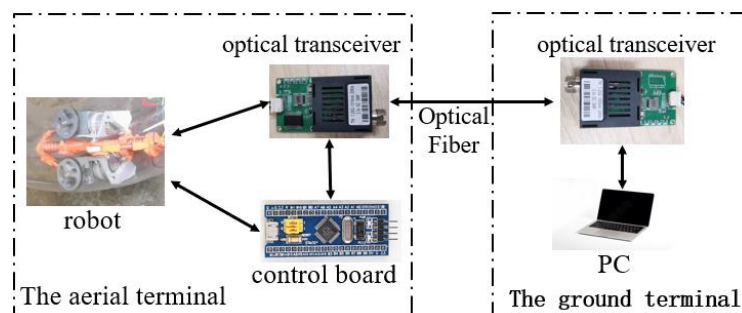 optical transceiver
optical transceiver
Optical
Fiber
robot
control board
PC
The aerial terminal
The ground terminal